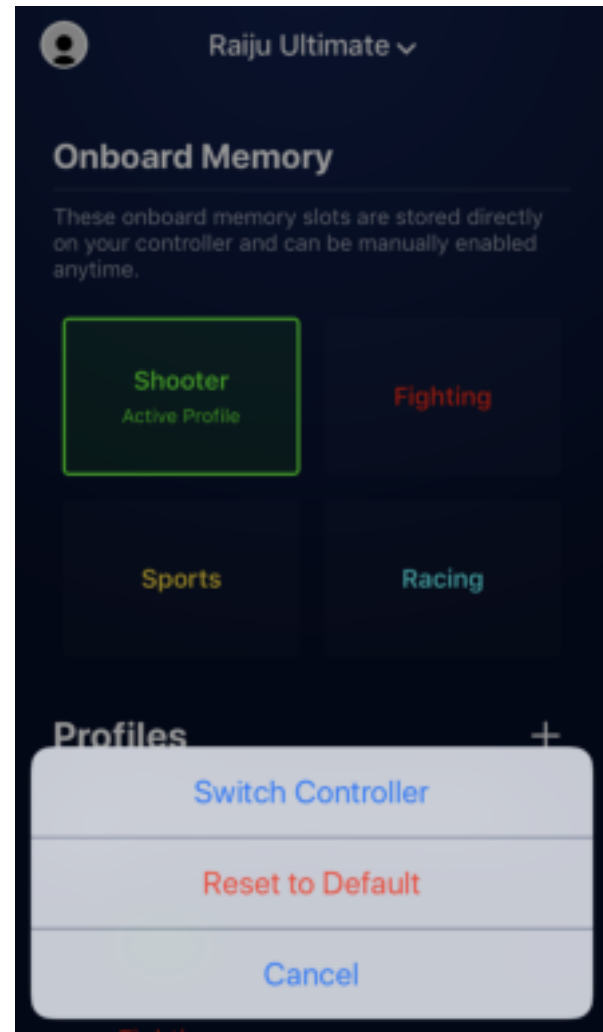 Raiju Ultimate
Onboard Memory
These onboard memory slots are stored directly
on your controller and can be manually enabled
anytime.
Shooter
Active Profile
Fighting
Sports
Racing
Profiles
Switch Controller
Reset to Default
Cancel